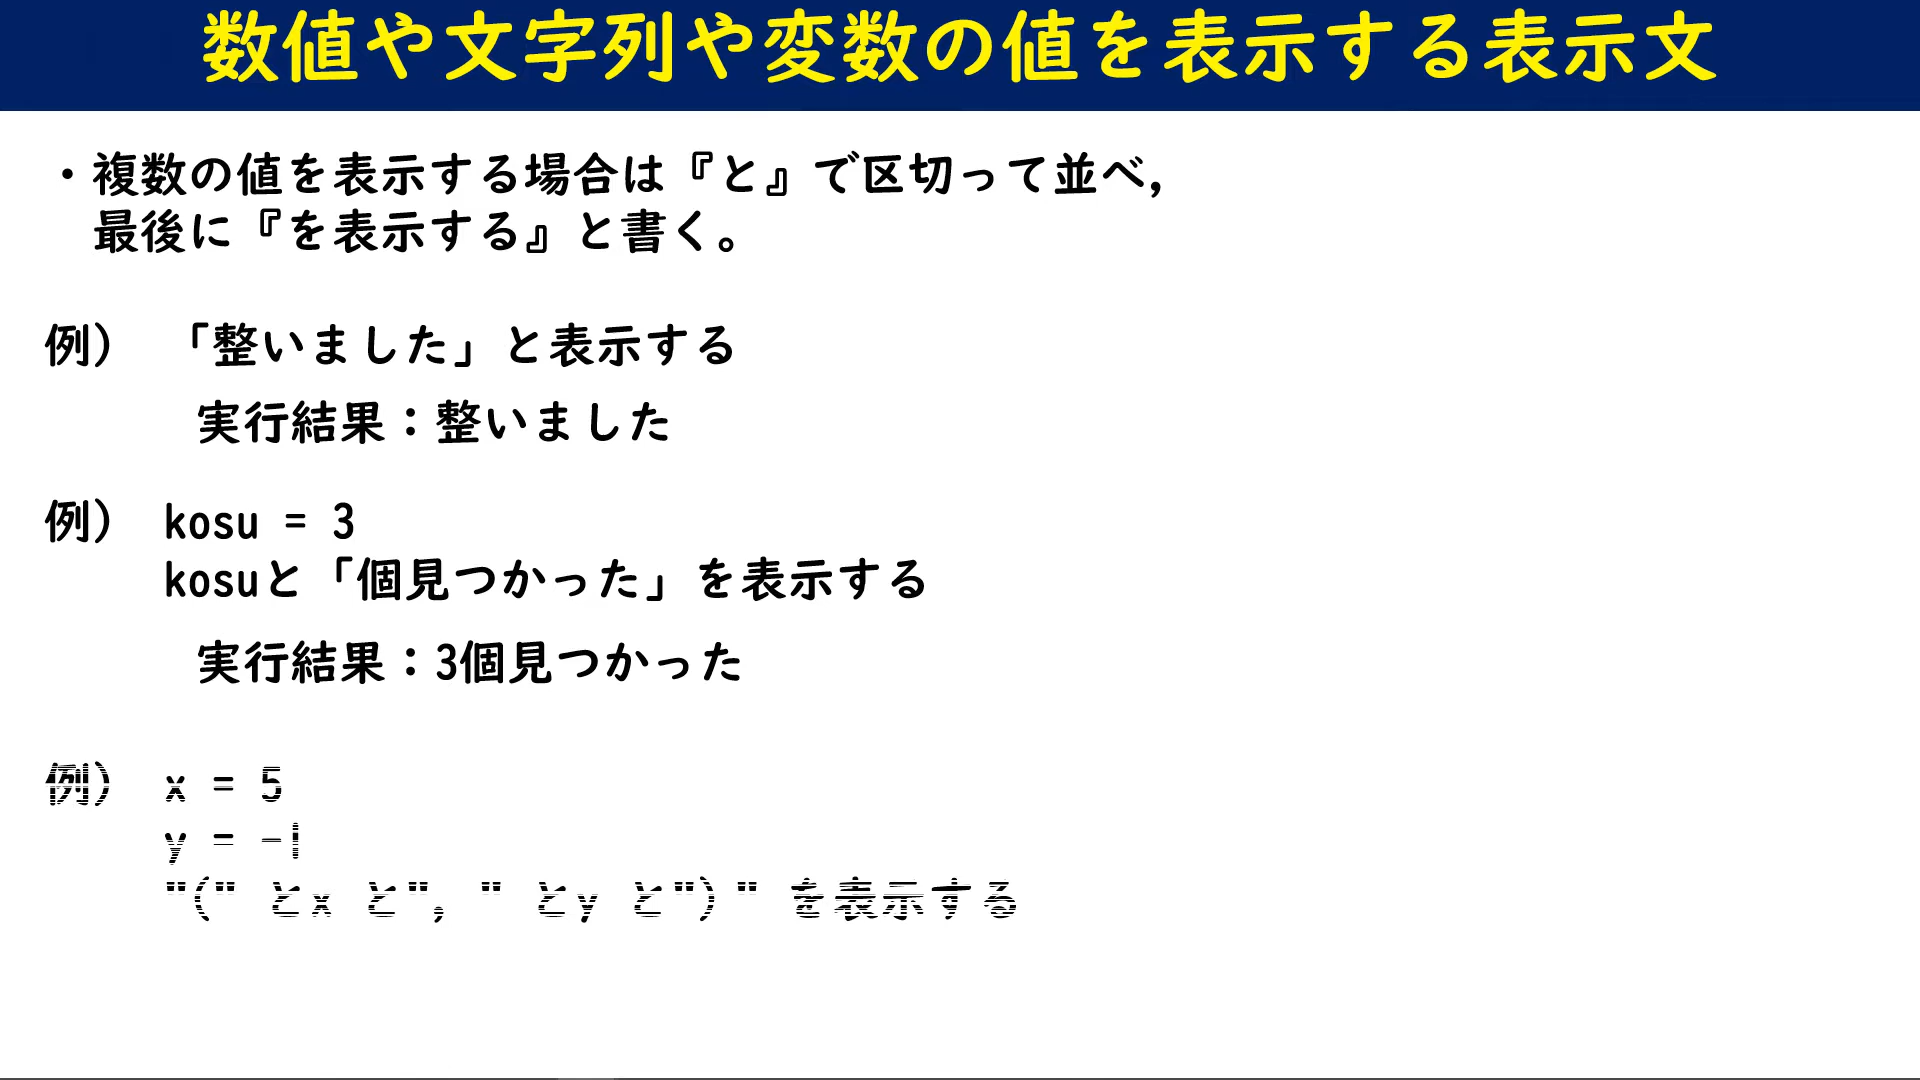 数値や文字列や変数の値を表示する表示文
・複数の値を表示する場合は『と』で区切って並べ,
最後に『を表示する』と書く。
例） 「整いました」と表示する
実行結果：整いました
例） kosu = 3
kosuと「個見つかった」を表示する
実行結果：3個見つかった
例） x = 5
y = -1
"(" とx と", " とy と")" を表示する